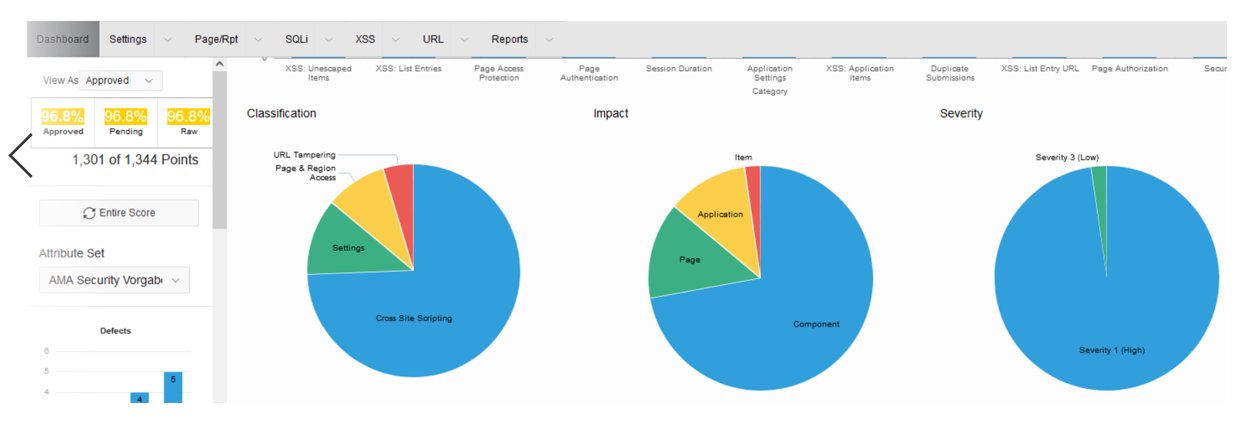 Dashboard Settings Page/Rpt SQLi XSS URL Reports
View As Approved
96.8% 96.8% 96.8%
Approved Pending Raw
1,301 of 1,344 Points
Entire Score
Attribute Set
AMA Security Vorgab
Defects
6
5
4
5
4
0
XSS: Unescaped
Items
XSS: List Entries
Page Access
Protection
Page
Authentication
Session Duration
Application
Settings
XSS: Application
Items
Duplicate
Submissions
XSS: List Entry URL
Page Authorization
Secur
Category
Classification
URL Tampering
Page & Region
Access
Settings
Cross Site Scripting
Impact
Item
Application
Page
Component
Severity
Severity 3 (Low)
Severity 1 (High)